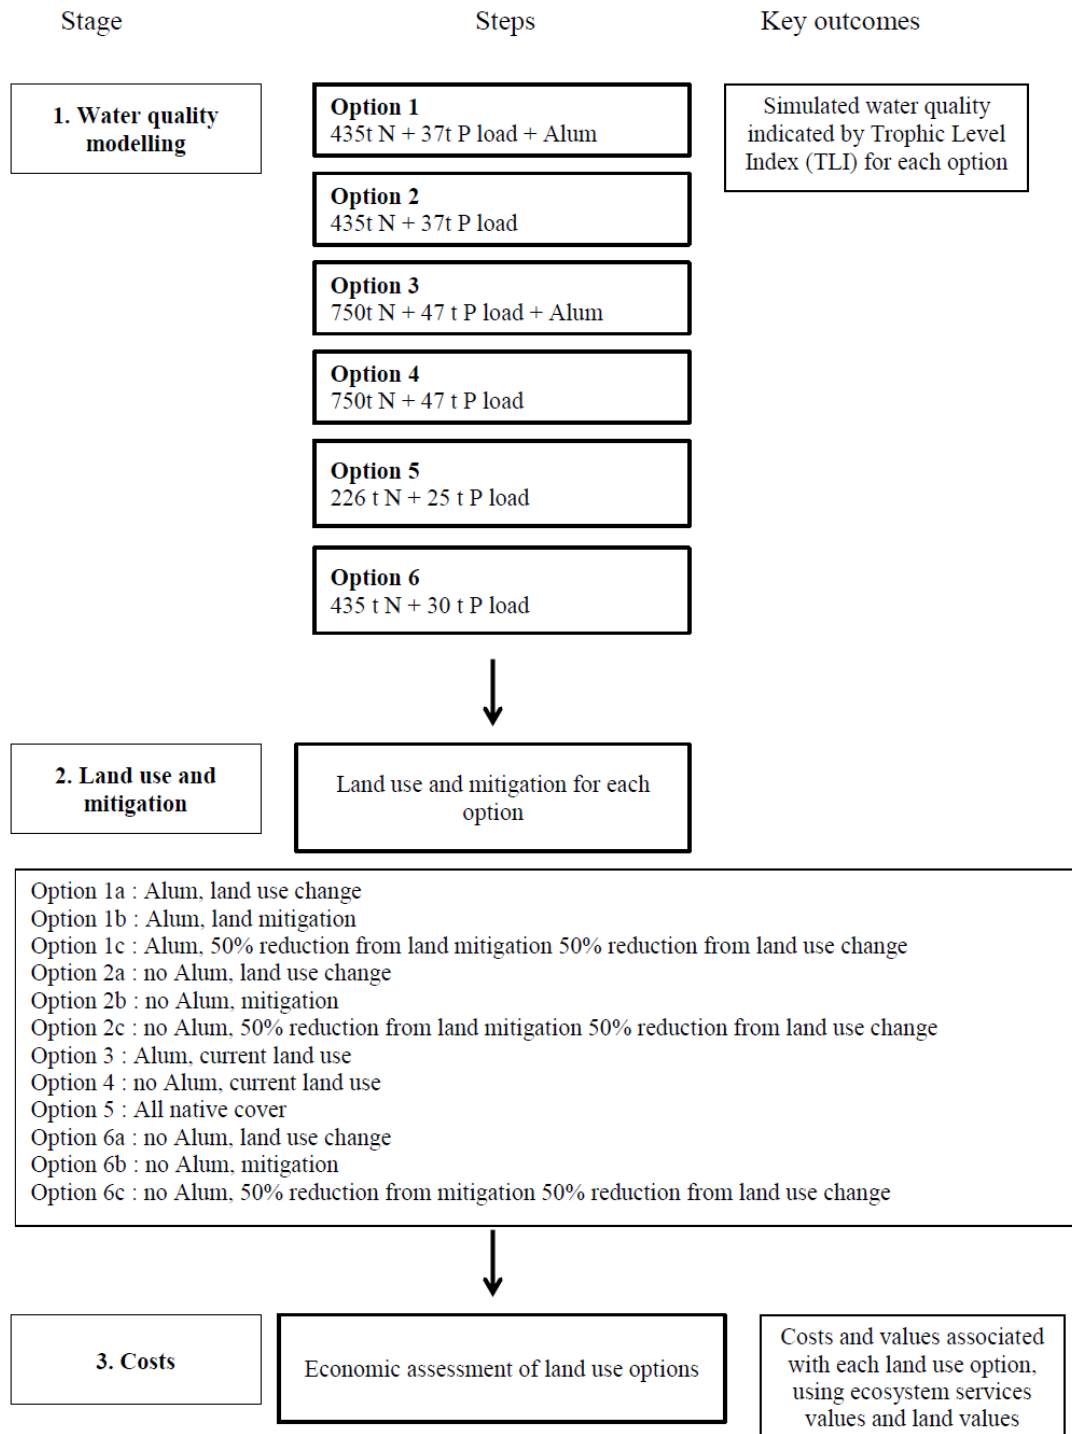 Stage Steps Key outcomes
1. Water quality
modelling
Option 1
435t N + 37t P load + Alum
Simulated water quality
indicated by Trophic Level
Index (TLI) for each option
Option 2
435t N + 37t P load
Option 3
750t N + 47 t P load + Alum
Option 4
750t N + 47 t P load
Option 5
226 t N + 25 t P load
Option 6
435 t N + 30 t P load
2. Land use and
mitigation
Land use and mitigation for each
option
Option 1a : Alum, land use change
Option 1b : Alum, land mitigation
Option 1c : Alum, 50% reduction from land mitigation 50% reduction from land use change
Option 2a : no Alum, land use change
Option 2b : no Alum, mitigation
Option 2c : no Alum, 50% reduction from land mitigation 50% reduction from land use change
Option 3 : Alum, current land use
Option 4 : no Alum, current land use
Option 5 : All native cover
Option 6a : no Alum, land use change
Option 6b : no Alum, mitigation
Option 6c : no Alum, 50% reduction from mitigation 50% reduction from land use change
3. Costs
Economic assessment of land use options
Costs and values associated
with each land use option,
using ecosystem services
values and land values